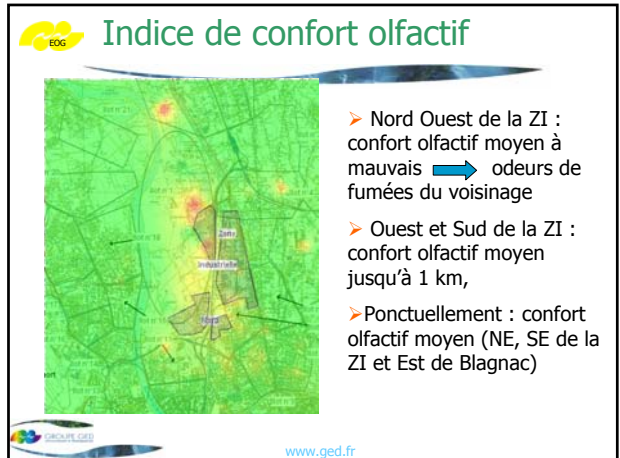 EOG
Indice de confort olfactif
Zone
Industrielle
Nord
➢ Nord Ouest de la ZI :
confort olfactif moyen à
mauvais odeurs de
fumées du voisinage
➢ Ouest et Sud de la ZI :
confort olfactif moyen
jusqu'à 1 km,
➢Ponctuellement : confort
olfactif moyen (NE, SE de la
ZI et Est de Blagnac)
GROUPE GED
www.ged.fr